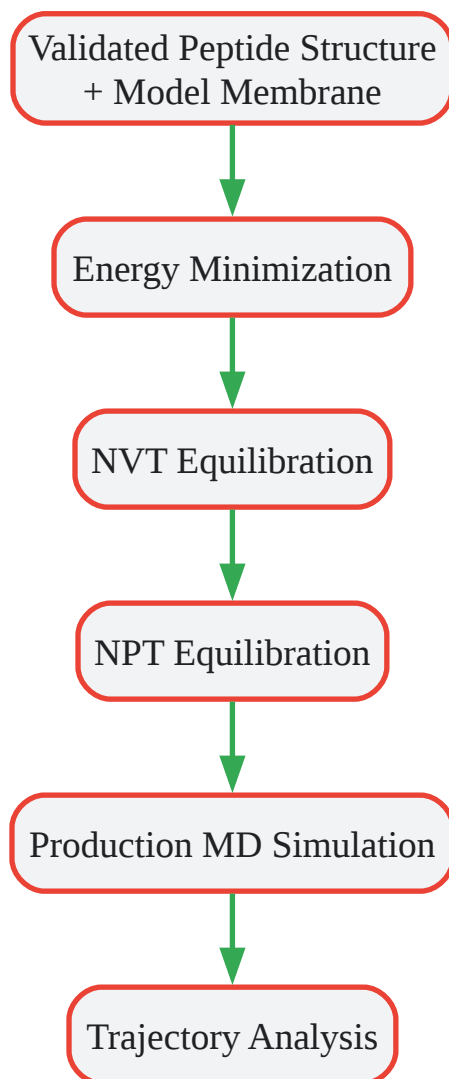 Validated Peptide Structure
+ Model Membrane
Energy Minimization
NVT Equilibration
NPT Equilibration
Production MD Simulation
Trajectory Analysis